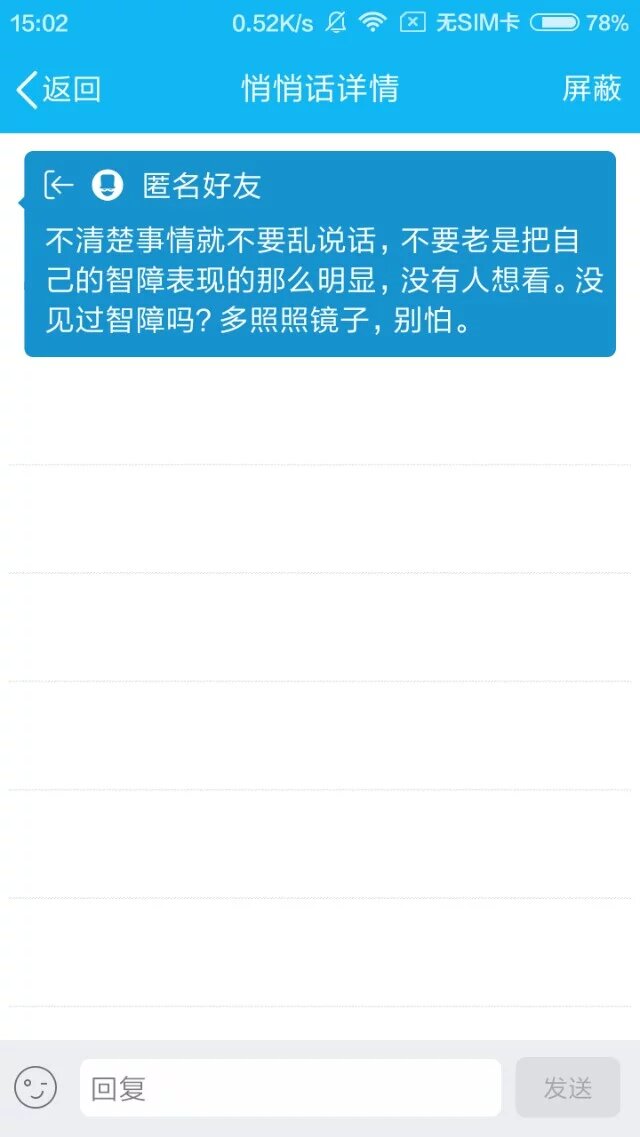 15:02 0.52K/s 无SIM卡 78%
返回 悄悄话详情 屏蔽
匿名好友
不清楚事情就不要乱说话，不要老是把自
己的智障表现的那么明显，没有人想看。没
见过智障吗？多照照镜子，别怕。
回复 发送